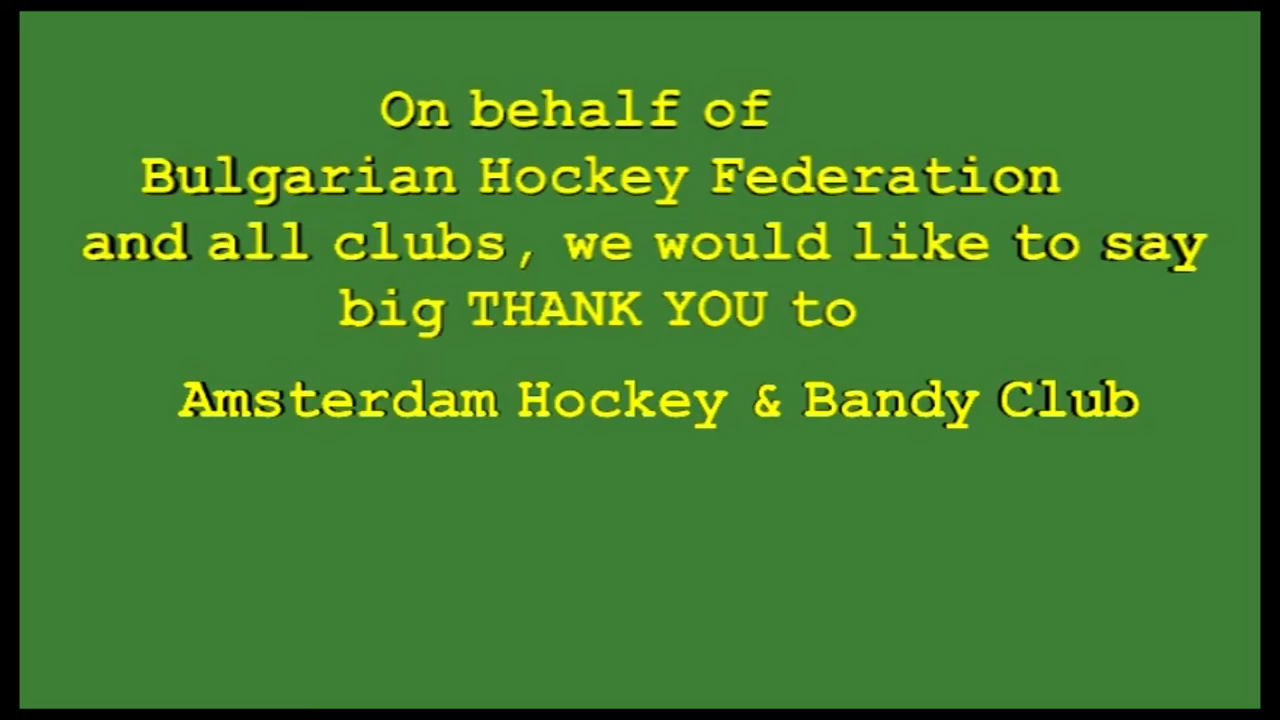 On behalf of
Bulgarian Hockey Federation
and all clubs, we would like to say
big THANK YOU to
Amsterdam Hockey & Bandy Club